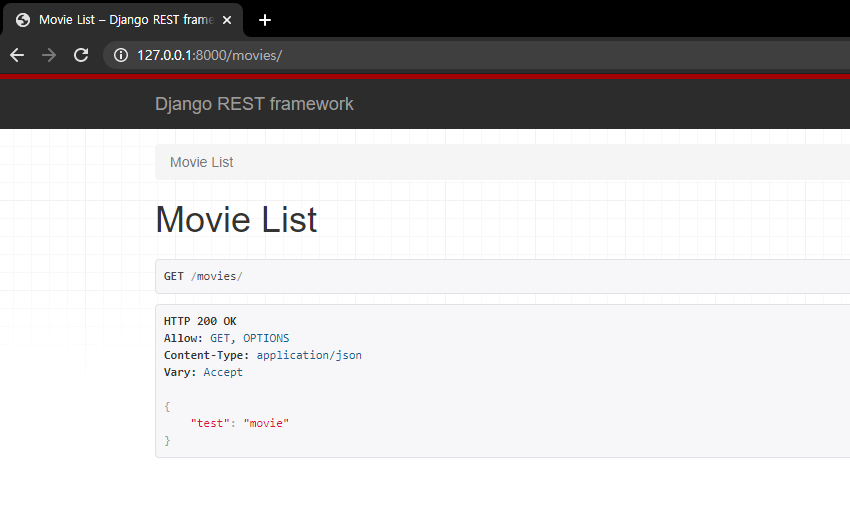 Movie List – Django REST frame
127.0.0.1:8000/movies/
Django REST framework
Movie List
Movie List
GET /movies/
HTTP 200 OK
Allow: GET, OPTIONS
Content-Type: application/json
Vary: Accept
{
    "test": "movie"
}